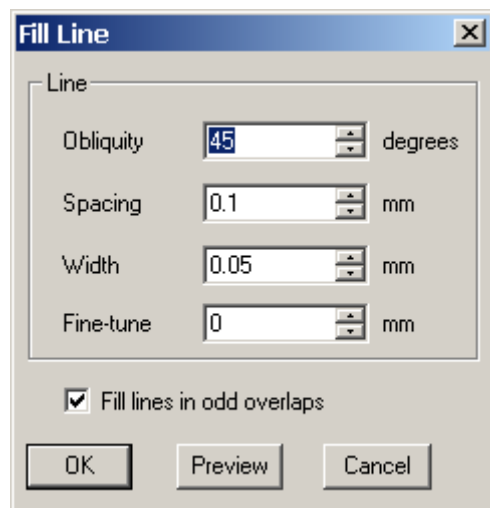 Fill Line
Line
Obliquity 45 degrees
Spacing 0.1 mm
Width 0.05 mm
Fine-tune 0 mm
Fill lines in odd overlaps
OK Preview Cancel